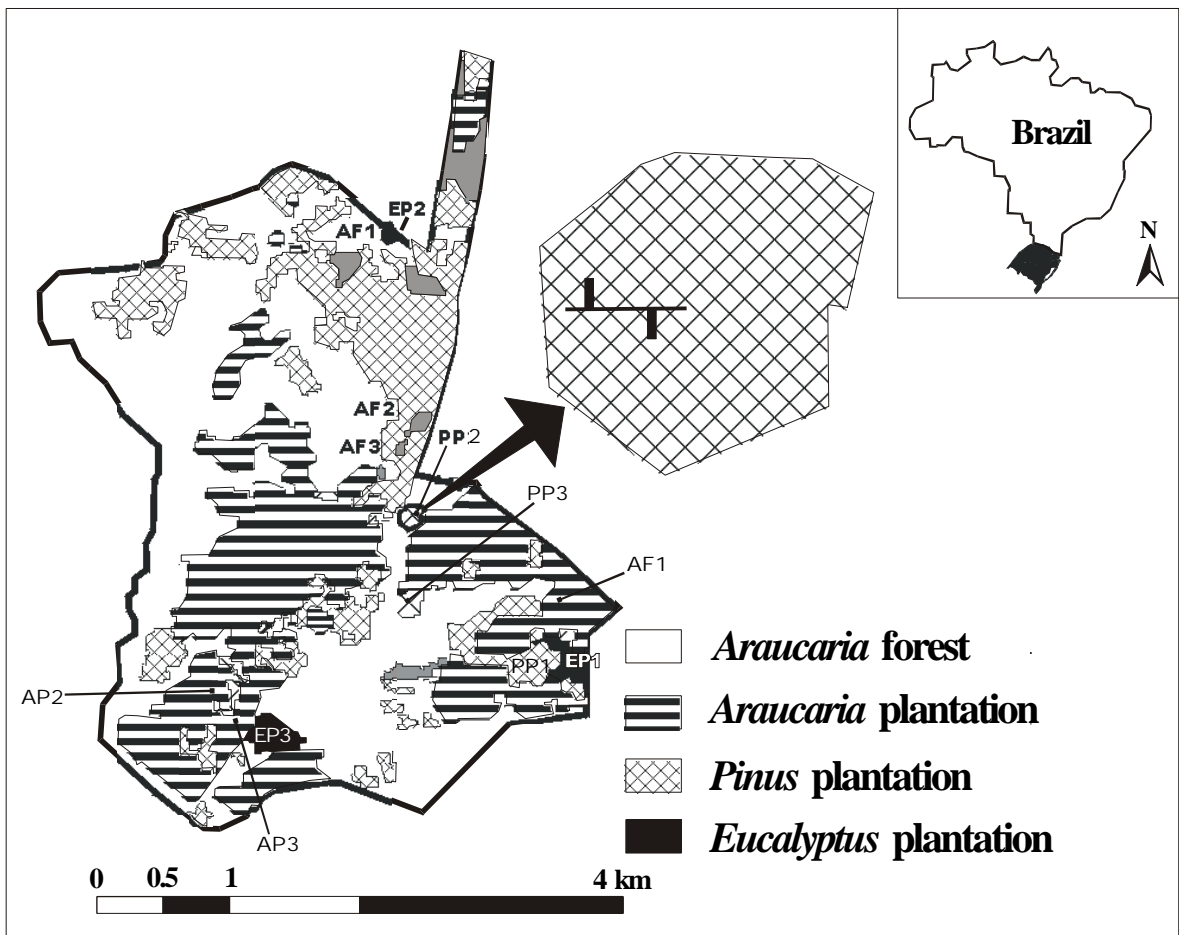 Brazil
N
EP2
AF1
AF2
AF3
PP2
PP3
AF1
PP1
EP1
AP2
EP3
AP3
Araucaria forest
Araucaria plantation
Pinus plantation
Eucalyptus plantation
0 0.5 1 4 km